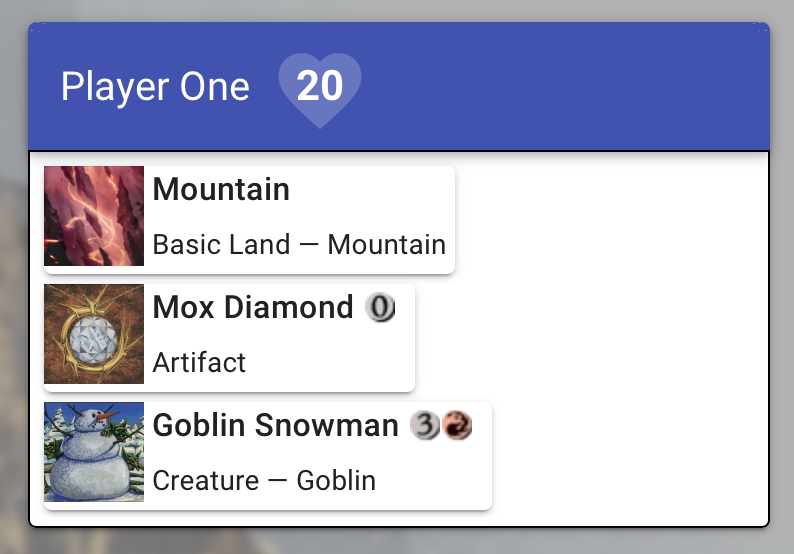 Player One 20
Mountain
Basic Land — Mountain
Mox Diamond 0
Artifact
Goblin Snowman 3
Creature — Goblin